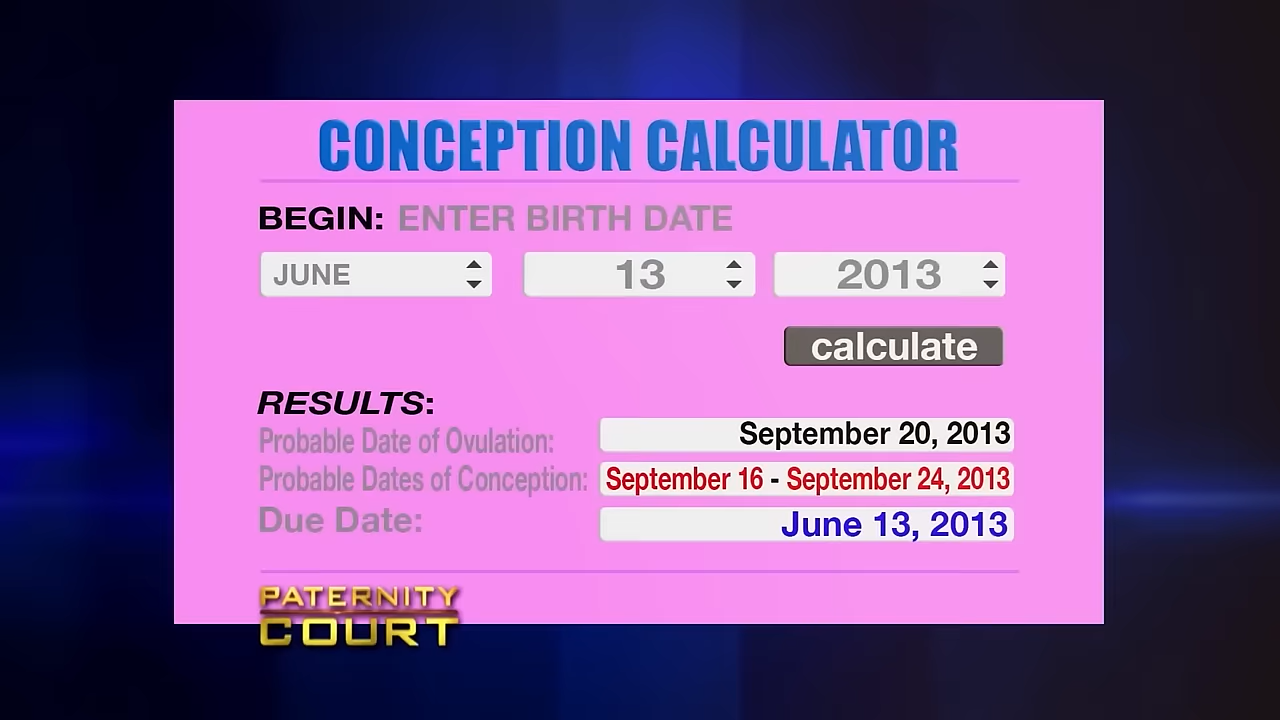 CONCEPTION CALCULATOR
BEGIN: ENTER BIRTH DATE
JUNE 13 2013
calculate
RESULTS:
Probable Date of Ovulation: September 20, 2013
Probable Dates of Conception: September 16 - September 24, 2013
Due Date: June 13, 2013
PATERNITY
COURT